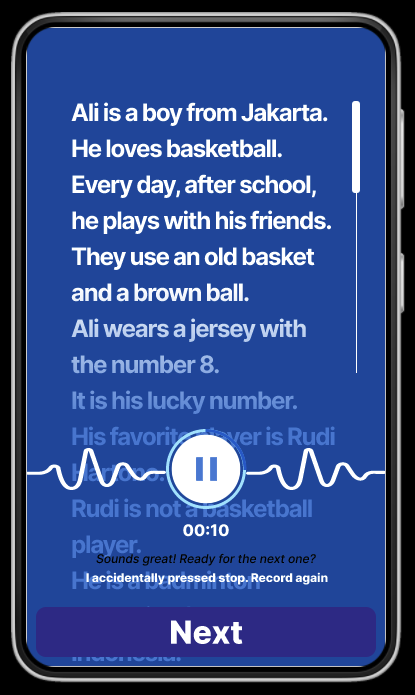 Ali is a boy from Jakarta.
He loves basketball.
Every day, after school,
he plays with his friends.
They use an old basket
and a brown ball.
Ali wears a jersey with
the number 8.
It is his lucky number.
His favorite player is Rudi
Hartono.
Rudi is not a basketball
00:10
player.
Sounds great! Ready for the next one?
He is a badminton
I accidentally pressed stop. Record again
Next
Indonesia.